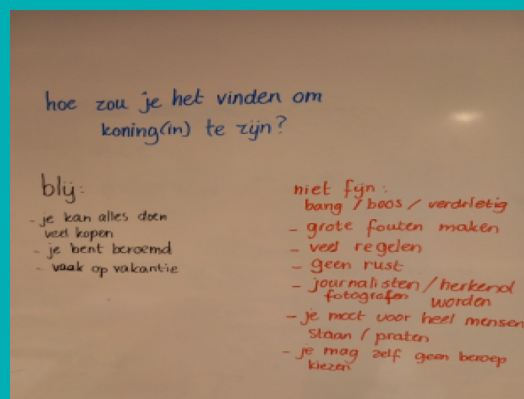 hoe zou je het vinden om
koning(in) te zijn?
blij:
- je kan alles doen
veel kopen
- je bent beroemd
- vaak op vakantie
niet fijn:
bang / boos / verdrietig
- grote fouten maken
- veel regelen
- geen rust
- journalisten / herkend
fotografen worden
- je moet voor heel mensen
staan / praten
- je mag zelf geen beroep
kiezen